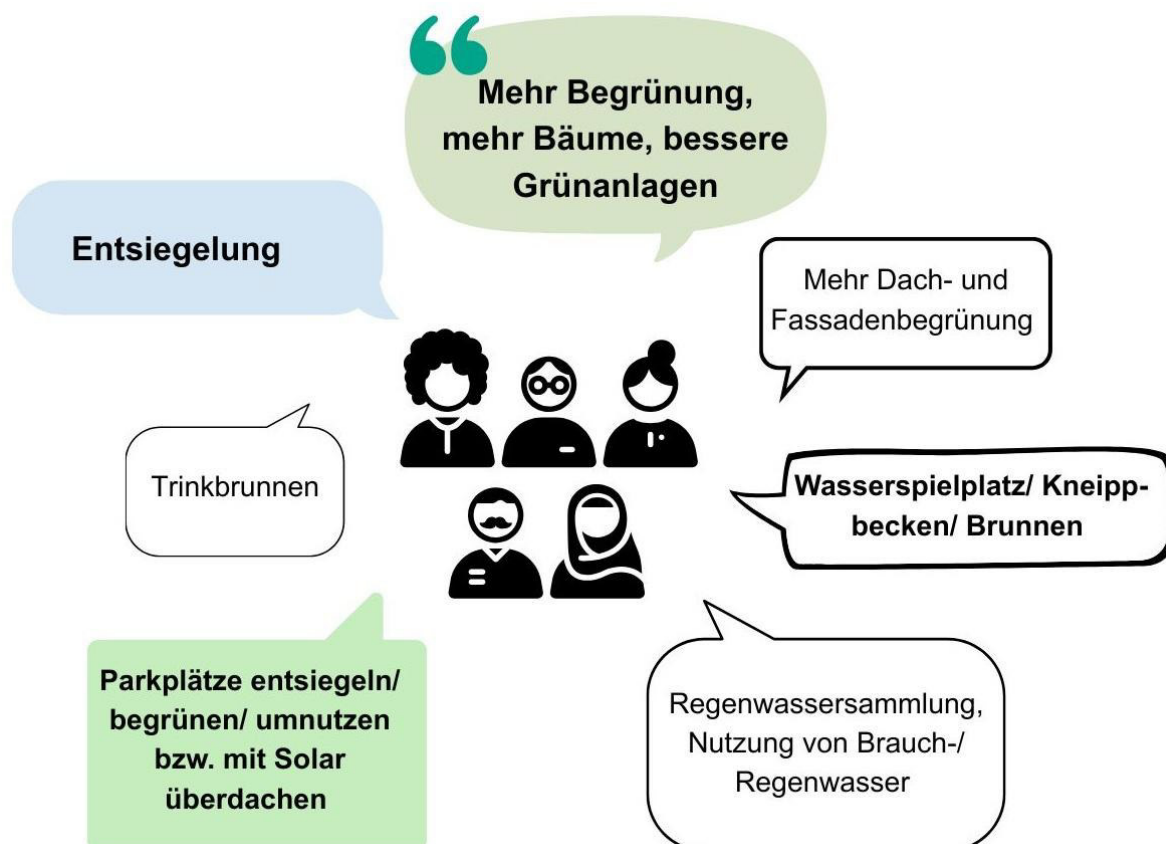 Mehr Begrünung,
mehr Bäume, bessere
Grünanlagen
Entsiegelung
Mehr Dach- und
Fassadenbegrünung
Trinkbrunnen
Wasserspielplatz/ Kneipp-
becken/ Brunnen
Parkplätze entsiegeln/
begrünen/ umnutzen
bzw. mit Solar
überdachen
Regenwassersammlung,
Nutzung von Brauch-/
Regenwasser